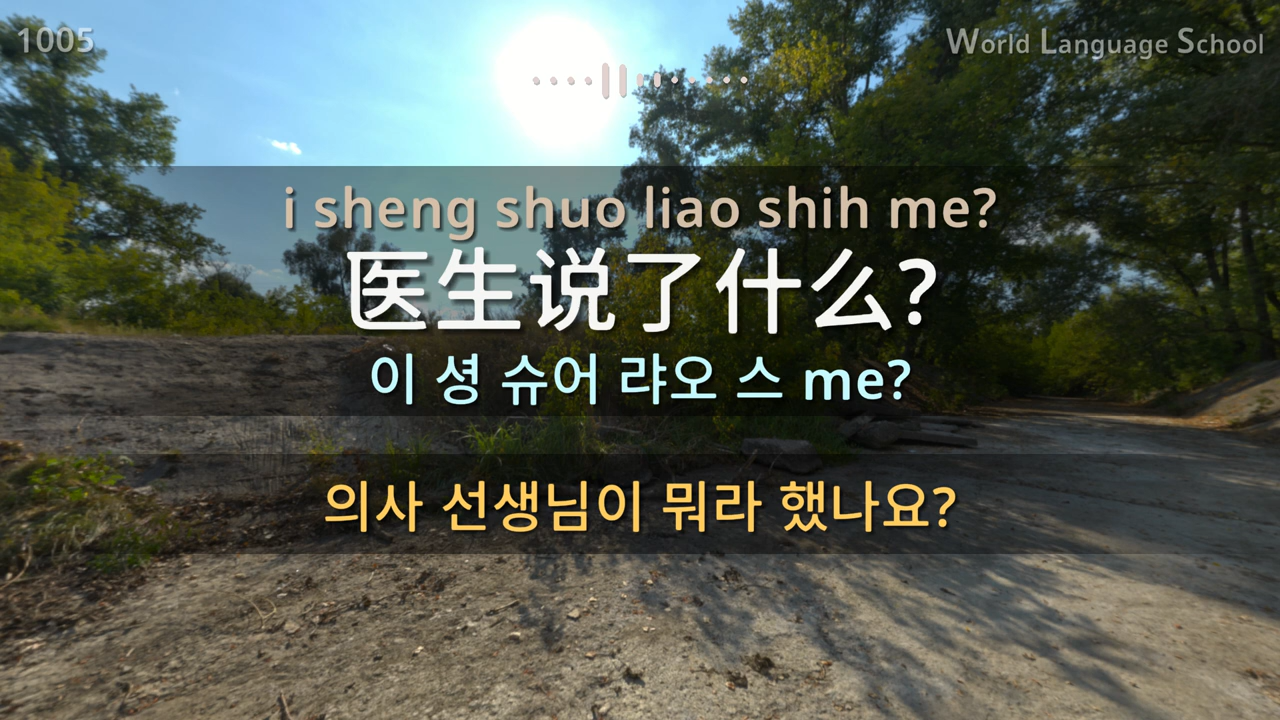 1005
World Language School
i sheng shuo liao shih me?
医生说了什么?
이 셩 슈어 랴오 스 me?
의사 선생님이 뭐라 했나요?